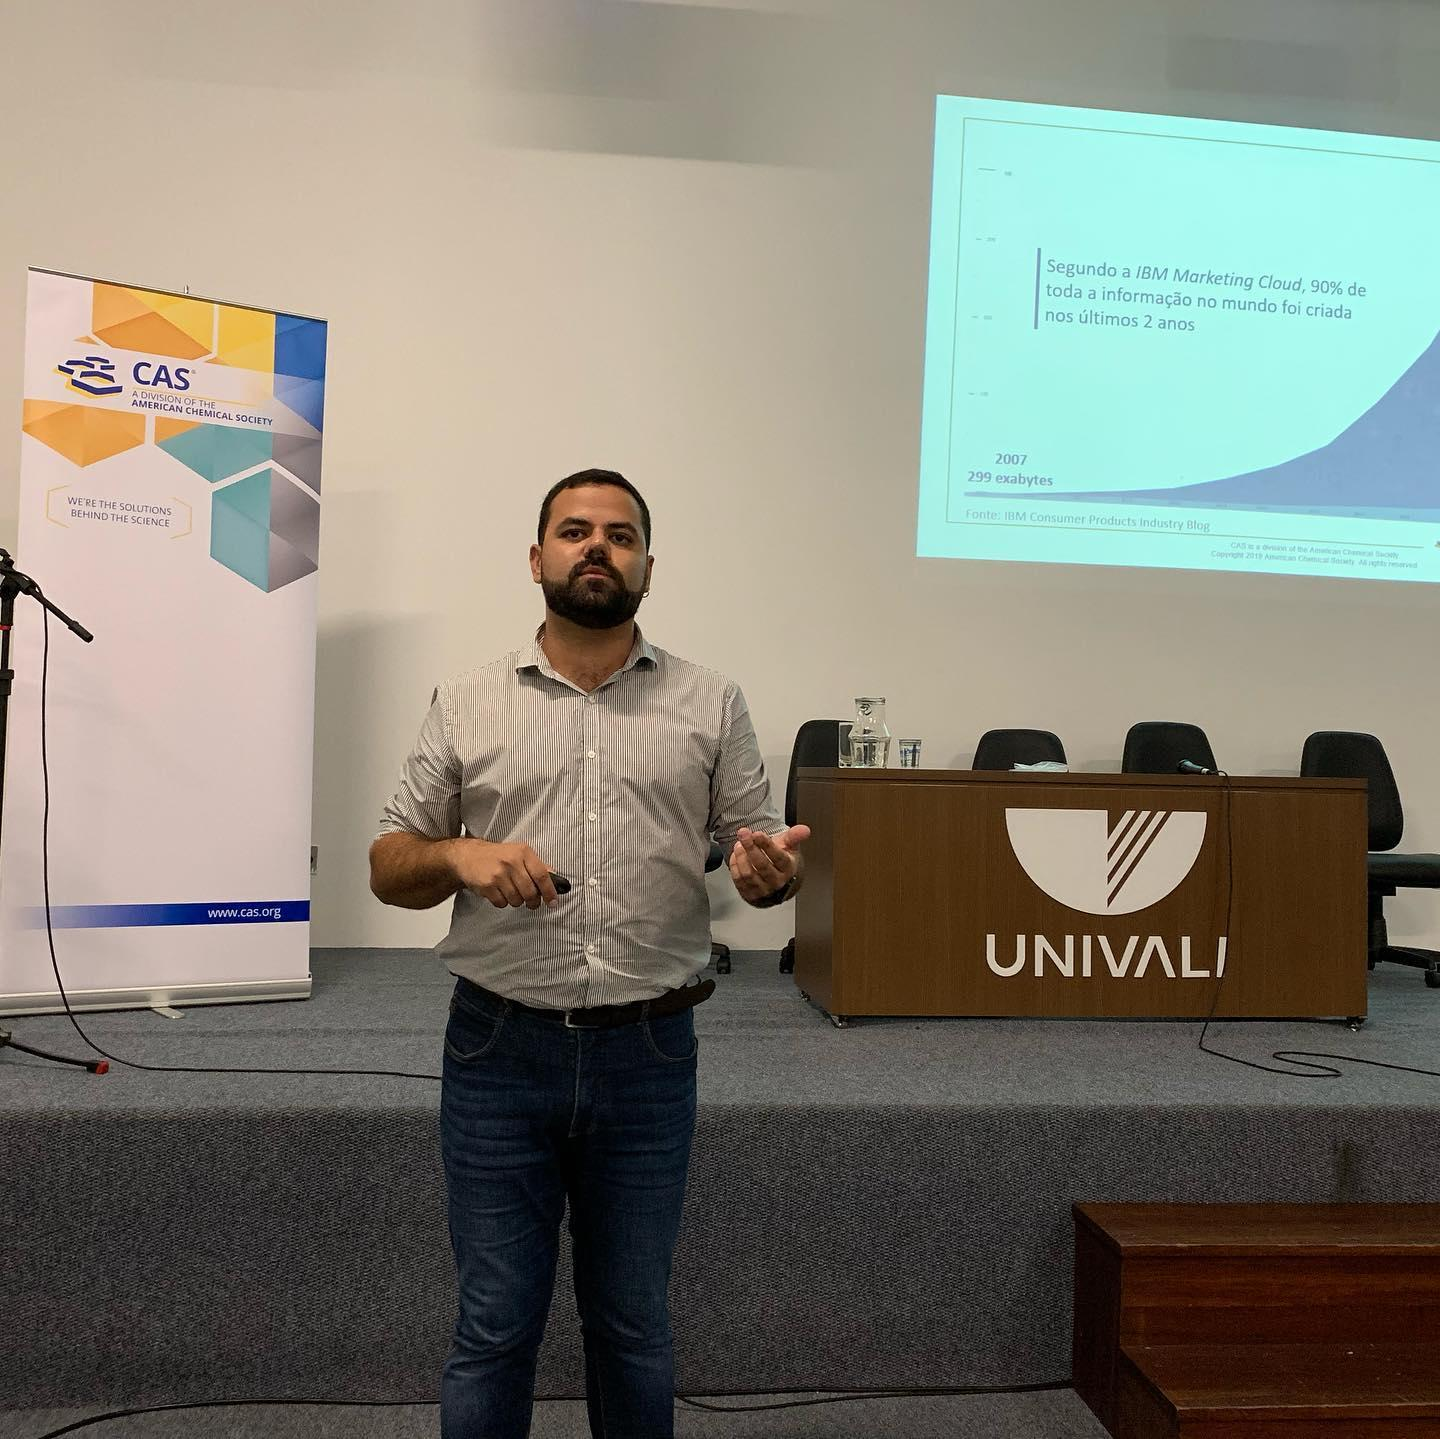 CAS
A DIVISION OF THE
AMERICAN CHEMICAL SOCIETY
WE'RE THE SOLUTIONS
BEHIND THE SCIENCE
www.cas.org
Segundo a IBM Marketing Cloud, 90% de
toda a informação no mundo foi criada
nos últimos 2 anos
2007
299 exabytes
Fonte: IBM Consumer Products Industry Blog
CAS is a division of the American Chemical Society
Copyright 2019 American Chemical Society. All rights reserved
UNIVALI